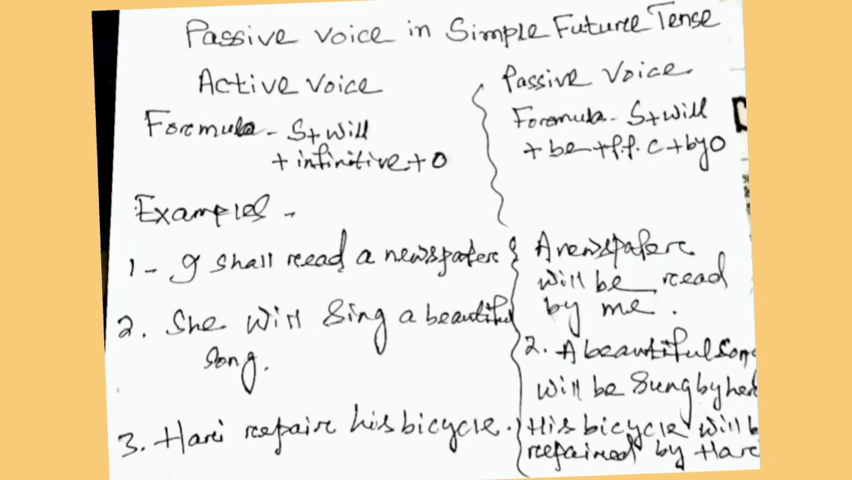 Passive voice in Simple Future Tense
Active voice
Formula - S+ will
+ infinitive + O
Examples -
1 - I shall read a newspaper
2. She will sing a beautiful
song.
3. Hari repair his bicycle.
Passive voice
Formula - S+ will
+ be + p.p. + by O
A newspaper
will be read
by me.
2. A beautiful song
will be sung by her
His bicycle will b
repaired by Hari